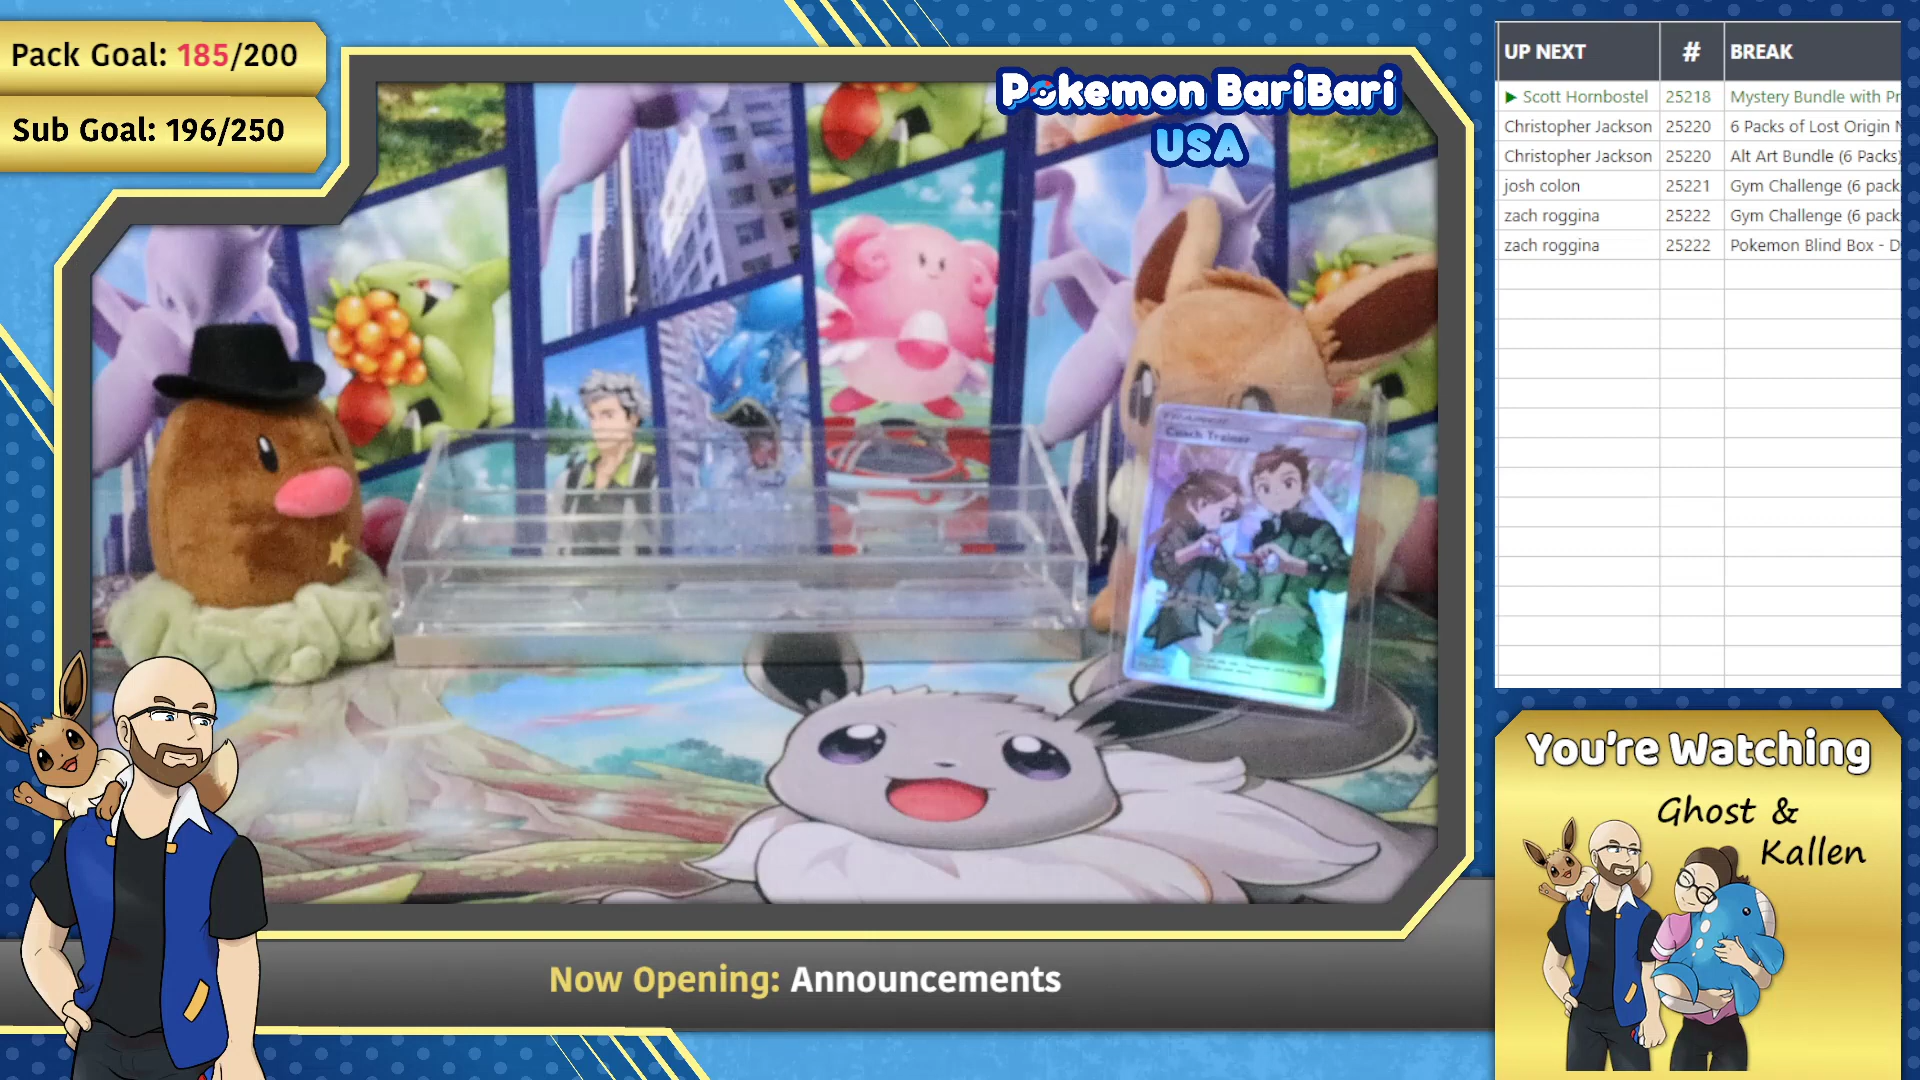 Pack Goal: 185/200
Sub Goal: 196/250
Pokemon BariBari
USA
UP NEXT # BREAK
▶ Scott Hornbostel 25218 Mystery Bundle with Pr
Christopher Jackson 25220 6 Packs of Lost Origin
Christopher Jackson 25220 Alt Art Bundle (6 Packs)
josh colon 25221 Gym Challenge (6 pack
zach roggina 25222 Gym Challenge (6 pack
zach roggina 25222 Pokemon Blind Box - D
Coach Trainer
You're Watching
Ghost &
Kallen
Now Opening: Announcements